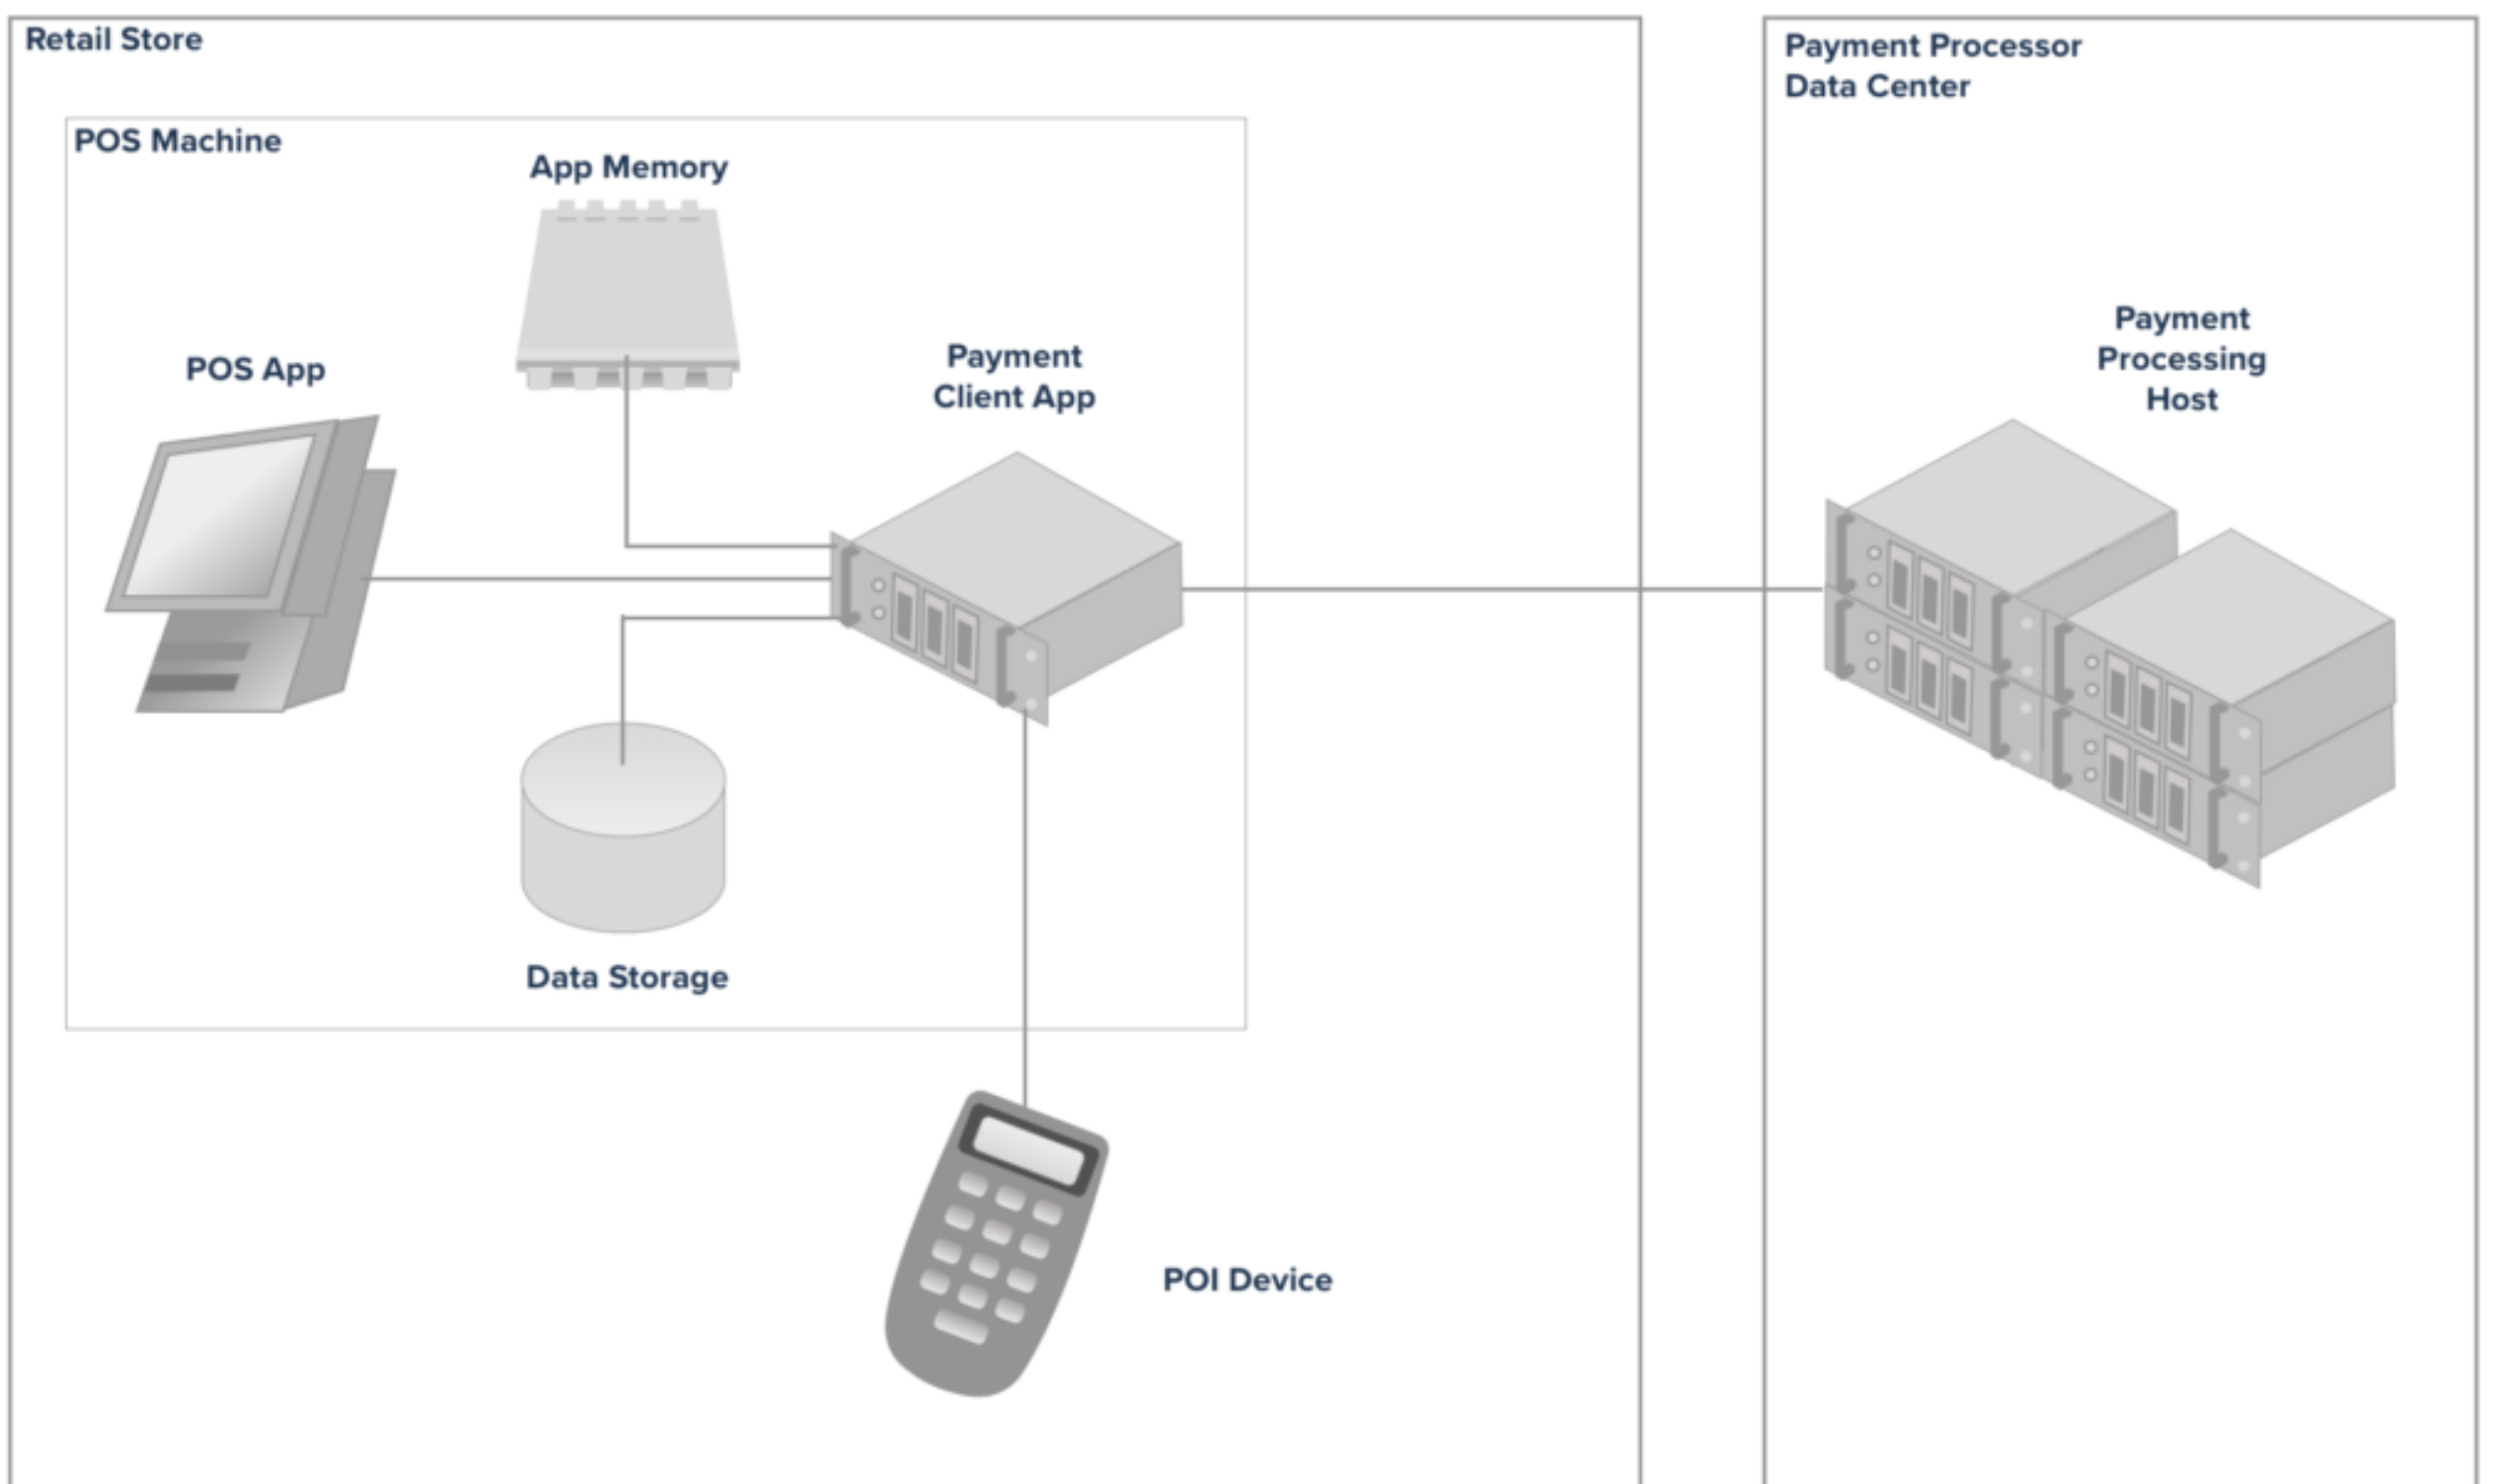 Retail Store
Payment Processor
Data Center
POS Machine
App Memory
POS App
Payment
Client App
Payment
Processing
Host
Data Storage
POI Device